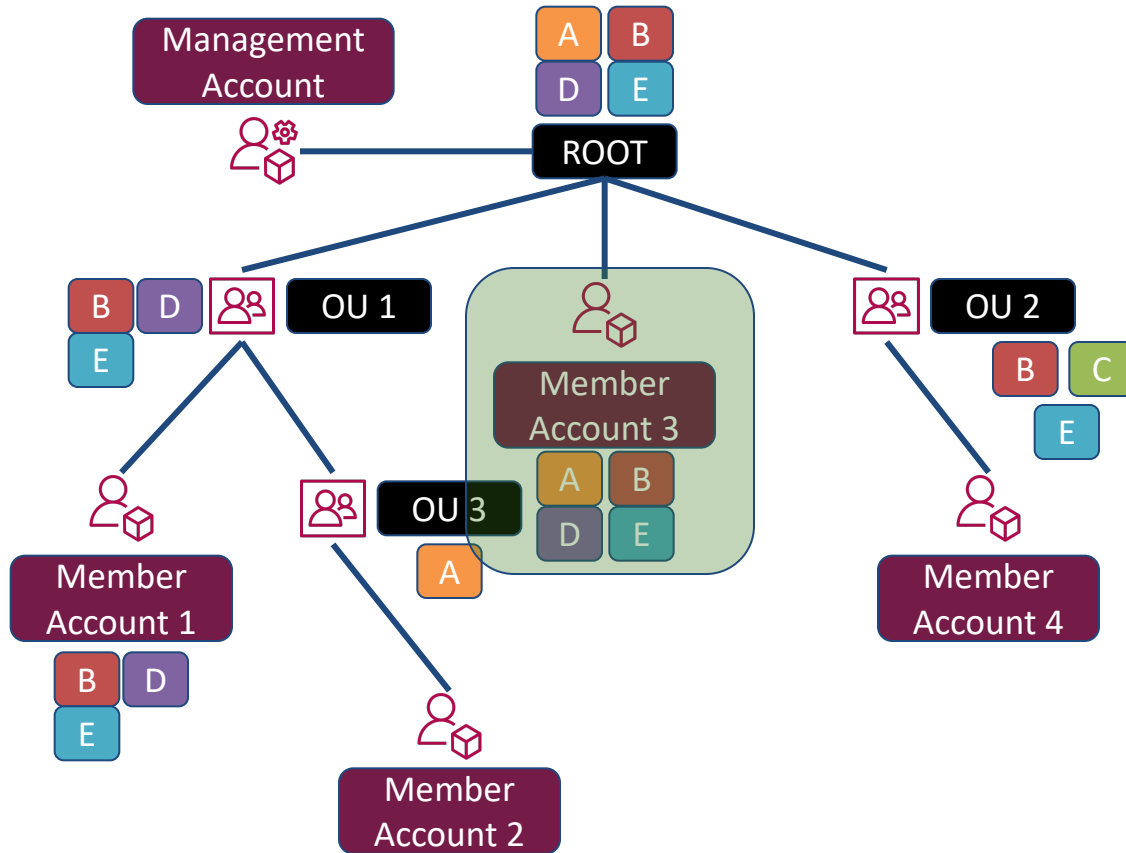 Management
Account
A B
D E
ROOT
B D
E
OU 1
OU 2
B C
E
Member
Account 3
A B
D E
OU 3
A
Member
Account 1
B D
E
Member
Account 4
Member
Account 2